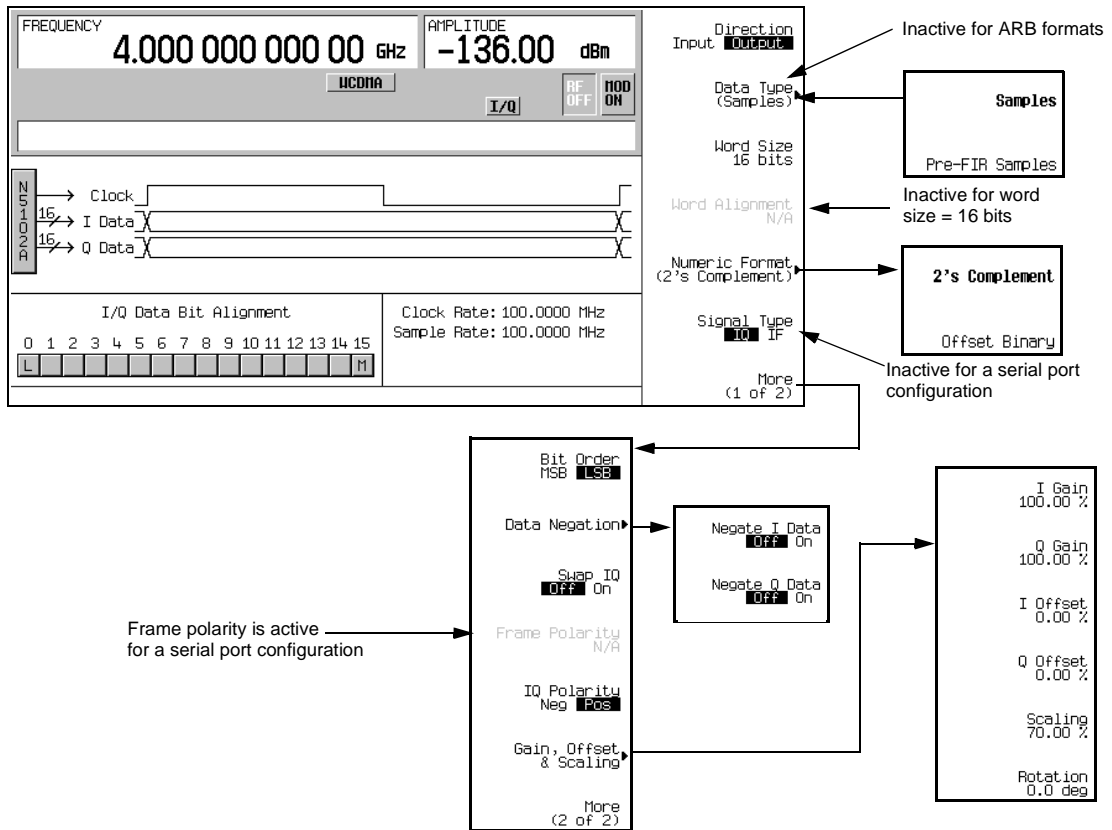 FREQUENCY
4.000 000 000 00 GHz
AMPLITUDE
-136.00 dBm
WCDMA
I/Q
RF OFF
MOD ON
N5102A
Clock
16 I Data
16 Q Data
I/Q Data Bit Alignment
0 1 2 3 4 5 6 7 8 9 10 11 12 13 14 15
L M
Clock Rate: 100.0000 MHz
Sample Rate: 100.0000 MHz
Direction
Input Output
Data Type
(Samples)
Word Size
16 bits
Word Alignment
N/A
Numeric Format
(2's Complement)
Signal Type
IQ IF
More
(1 of 2)
Inactive for ARB formats
Samples
Pre-FIR Samples
Inactive for word
size = 16 bits
2's Complement
Offset Binary
Inactive for a serial port
configuration
Bit Order
MSB LSB
Data Negation
Swap IQ
Off On
Frame Polarity
N/A
IQ Polarity
Neg Pos
Gain, Offset
& Scaling
More
(2 of 2)
Frame polarity is active
for a serial port configuration
Negate I Data
Off On
Negate Q Data
Off On
I Gain
100.00 %
Q Gain
100.00 %
I Offset
0.00 %
Q Offset
0.00 %
Scaling
70.00 %
Rotation
0.0 deg